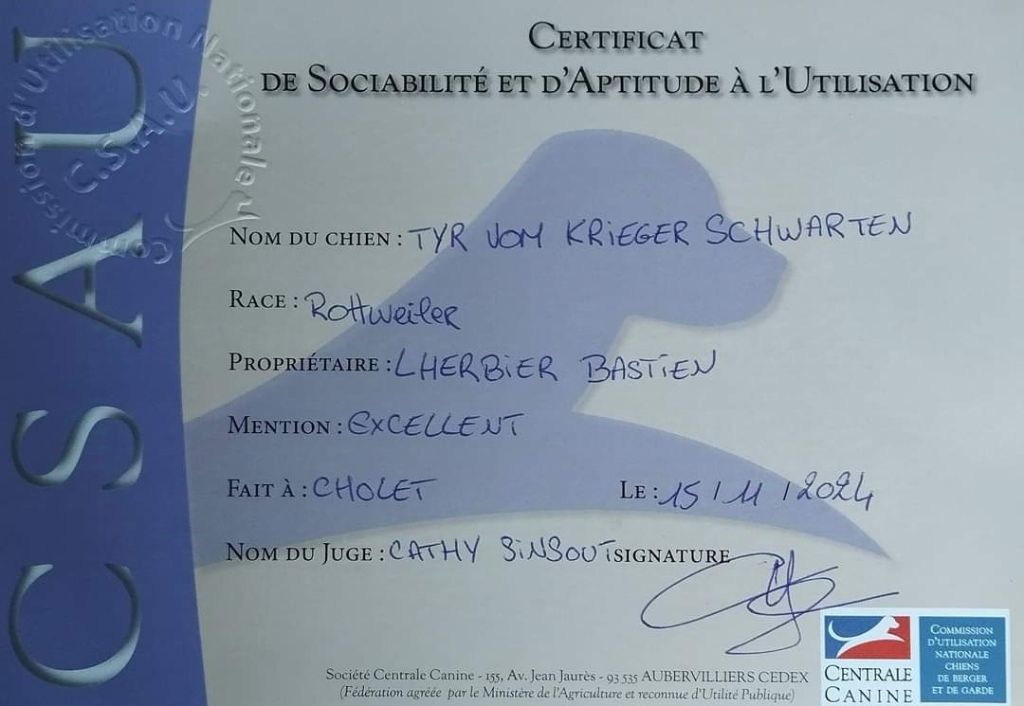 CERTIFICAT
DE SOCIABILITÉ ET D'APTITUDE À L'UTILISATION
Commission d'Utilisation Nationale
C.S.A.U.
CSAU
NOM DU CHIEN : TYR VOM KRIEGER SCHWARTEN
RACE : Rottweiler
PROPRIÉTAIRE : LHERBIER BASTIEN
MENTION : EXCELLENT
FAIT À : CHOLET LE : 15/11/2024
NOM DU JUGE : CATHY SINSOUT SIGNATURE
Société Centrale Canine - 155, Av. Jean Jaurès - 93 535 AUBERVILLIERS CEDEX
(Fédération agréée par le Ministère de l'Agriculture et reconnue d'Utilité Publique)
CENTRALE
CANINE
COMMISSION
D'UTILISATION
NATIONALE
CHIENS
DE BERGER
ET DE GARDE